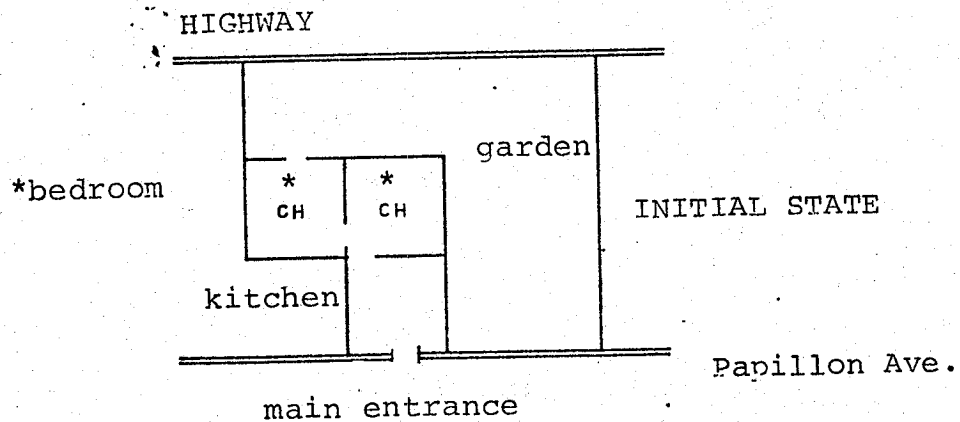 HIGHWAY
garden
*bedroom
* *
CH CH
INITIAL STATE
kitchen
Papillon Ave.
main entrance